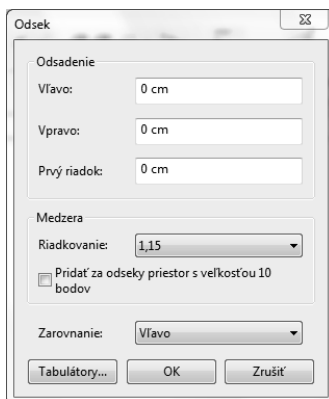 Odsek
Odsadenie
Vľavo: 0 cm
Vpravo: 0 cm
Prvý riadok: 0 cm
Medzera
Riadkovanie: 1,15
Pridať za odseky priestor s veľkosťou 10
bodov
Zarovnanie: Vľavo
Tabulátory... OK Zrušiť